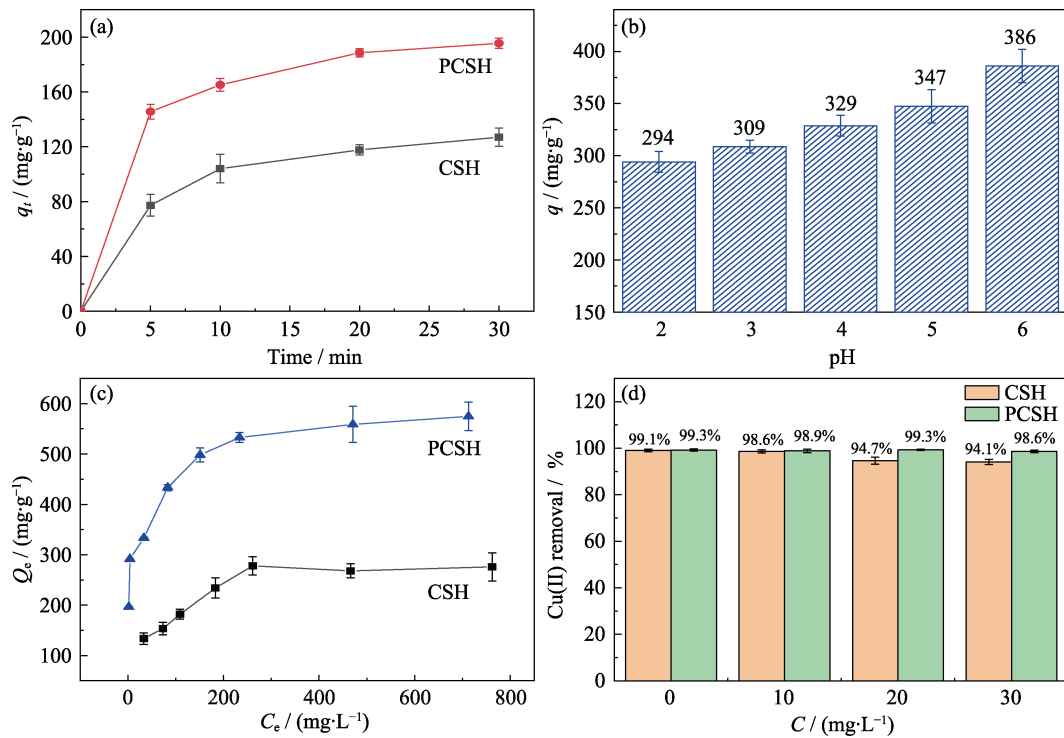 (a)
200
160
120
80
40
0
qt / (mg·g−1)
PCSH
CSH
0 5 10 15 20 25 30
Time / min
(b)
400
350
300
250
200
150
q / (mg·g−1)
294 309 329 347 386
2 3 4 5 6
pH
(c)
600
500
400
300
200
100
Qe / (mg·g−1)
PCSH
CSH
0 200 400 600 800
Ce / (mg·L−1)
(d)
CSH
PCSH
120
100
80
60
40
20
0
Cu(II) removal / %
99.1% 99.3% 98.6% 98.9% 94.7% 99.3% 94.1% 98.6%
0 10 20 30
C / (mg·L−1)